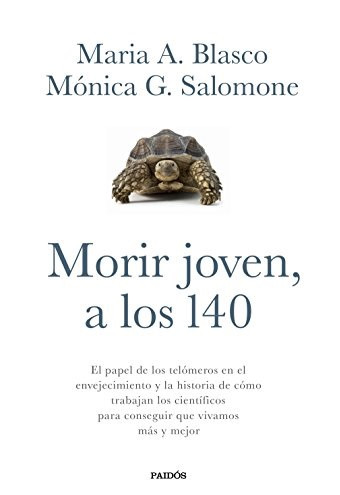 Maria A. Blasco
Mónica G. Salomone
Morir joven,
a los 140
El papel de los telómeros en el
envejecimiento y la historia de cómo
trabajan los científicos
para conseguir que vivamos
más y mejor
PAIDÓS